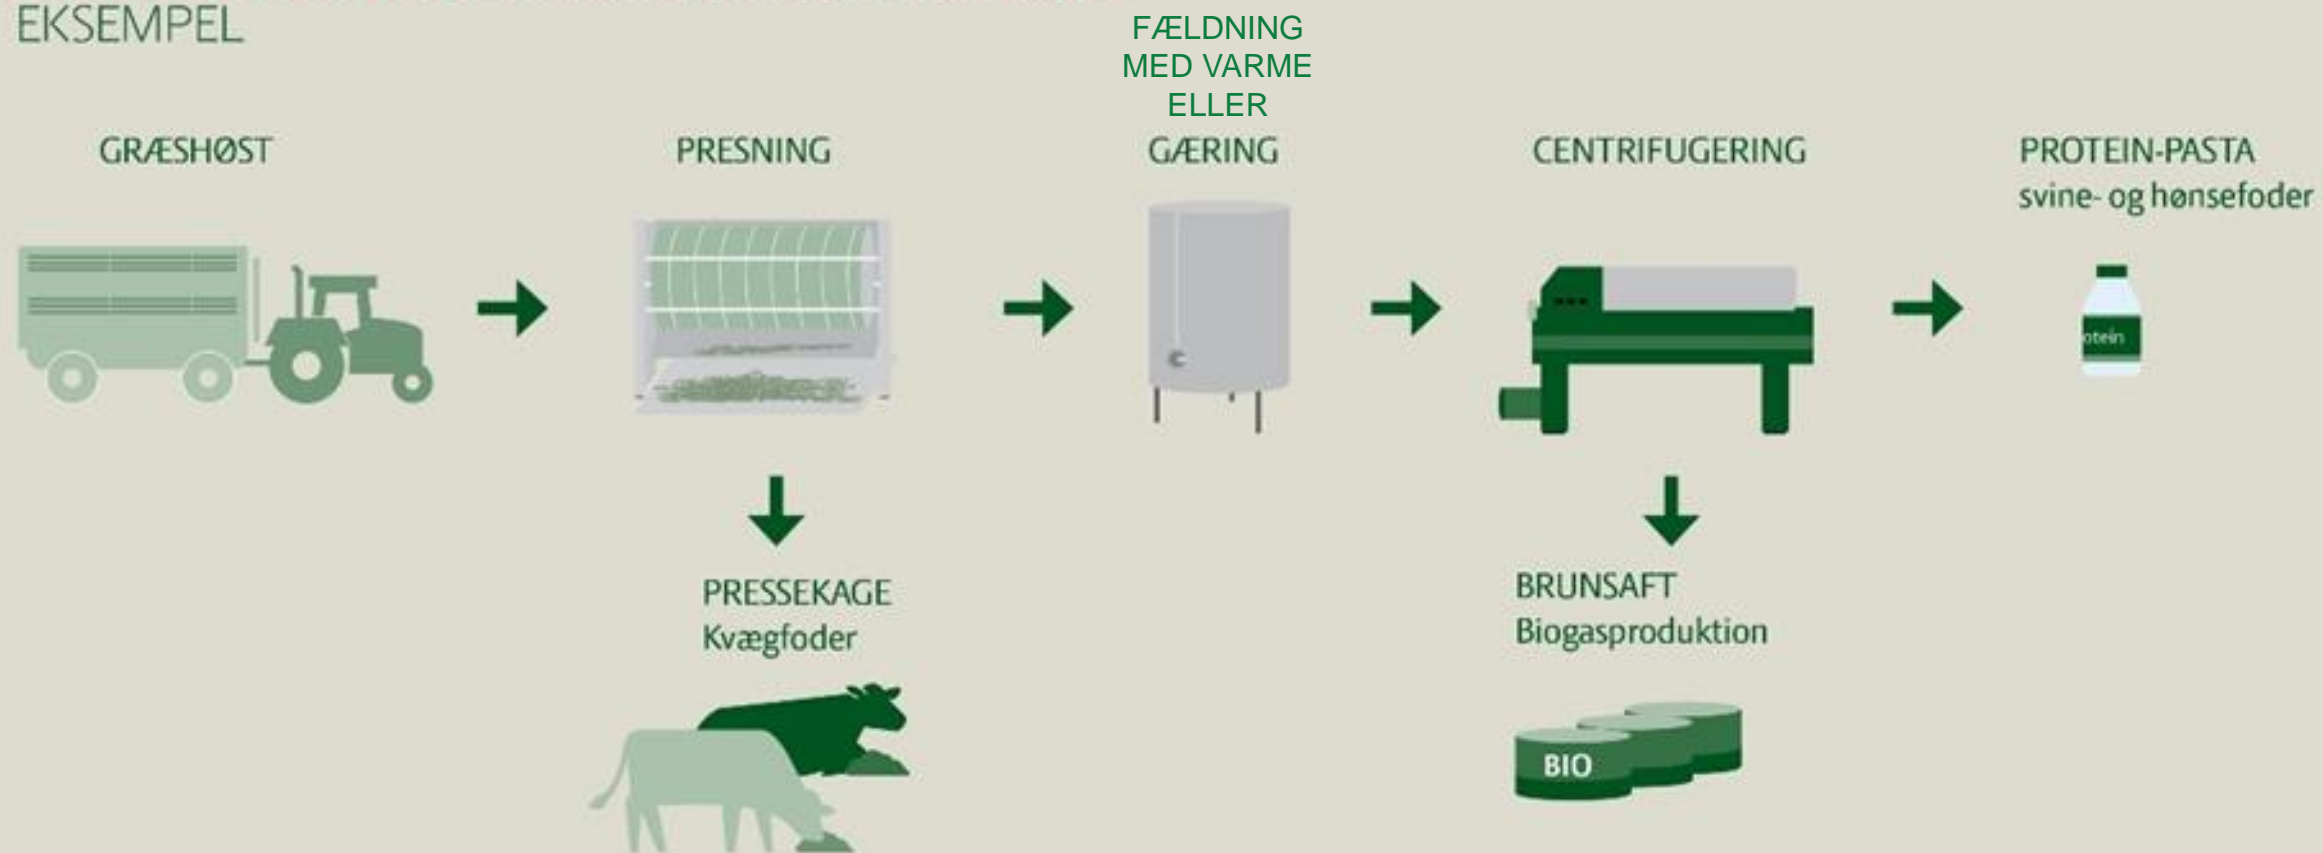 EKSEMPEL
FÆLDNING
MED VARME
ELLER
GRÆSHØST
PRESNING
GÆRING
CENTRIFUGERING
PROTEIN-PASTA
svine- og hønsefoder
otein
PRESSEKAGE
Kvægfoder
BRUNSAFT
Biogasproduktion
BIO